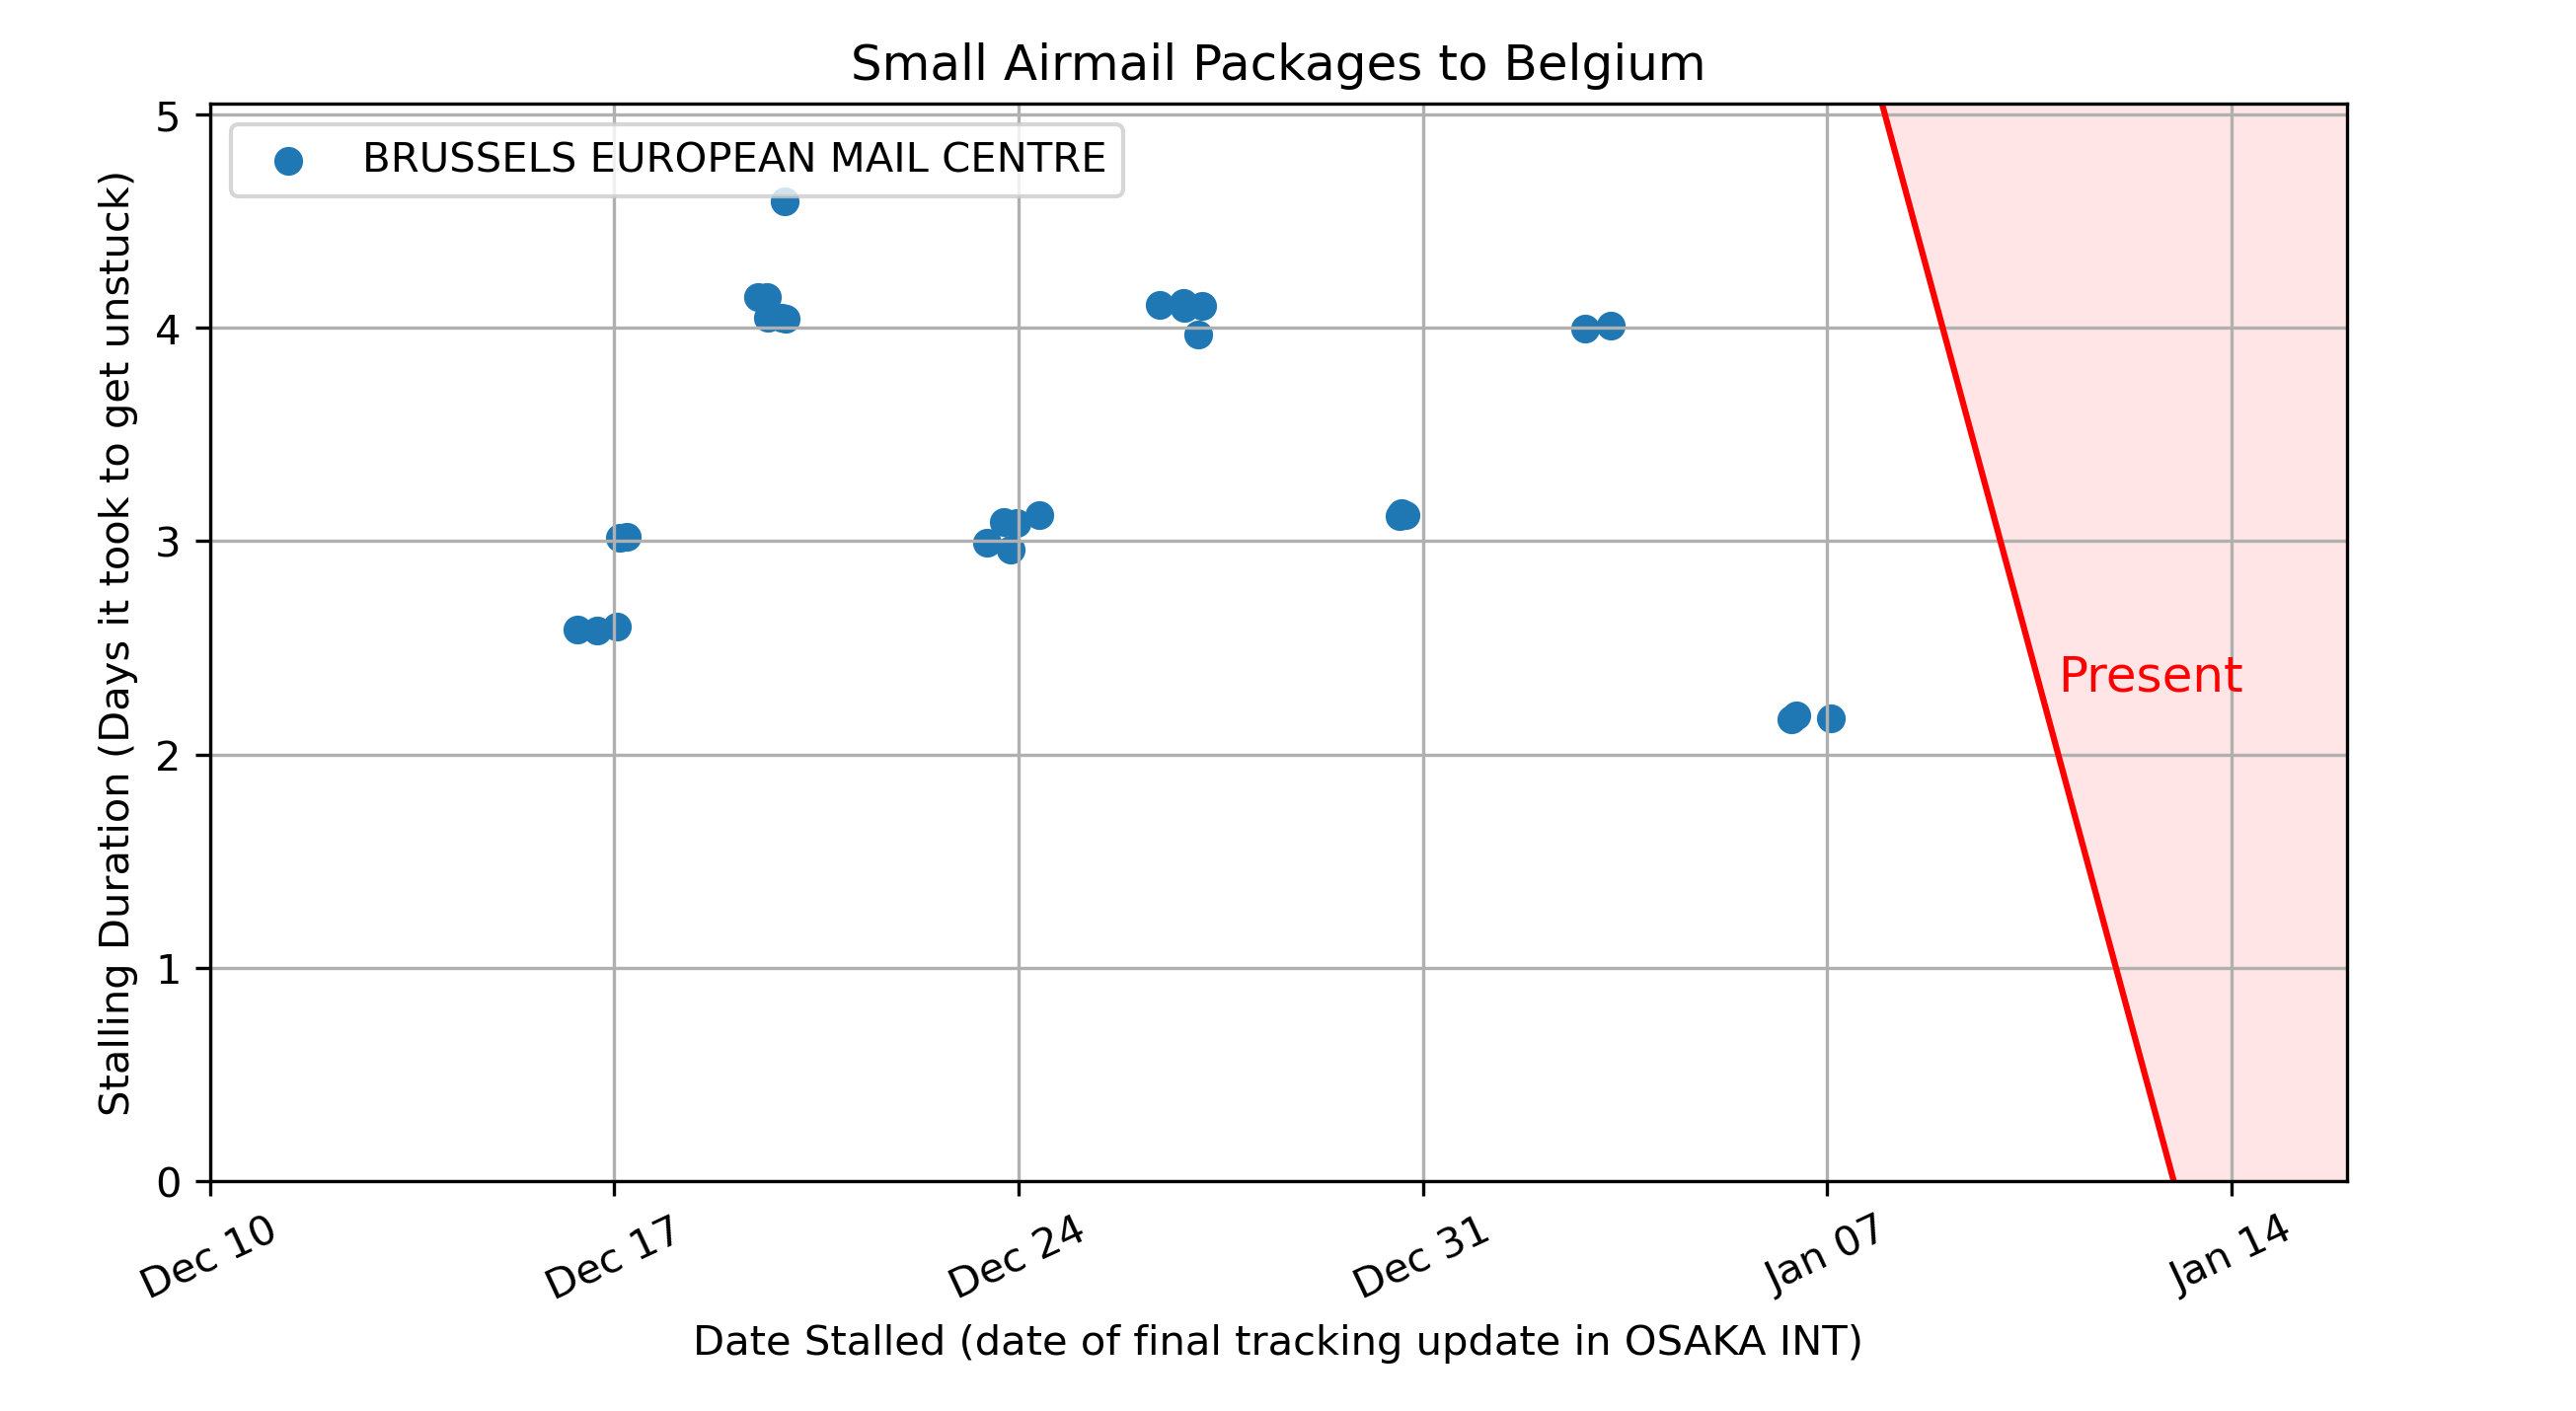 Small Airmail Packages to Belgium
BRUSSELS EUROPEAN MAIL CENTRE
Stalling Duration (Days it took to get unstuck)
5
4
3
2
1
0
Present
Dec 10
Dec 17
Dec 24
Dec 31
Jan 07
Jan 14
Date Stalled (date of final tracking update in OSAKA INT)